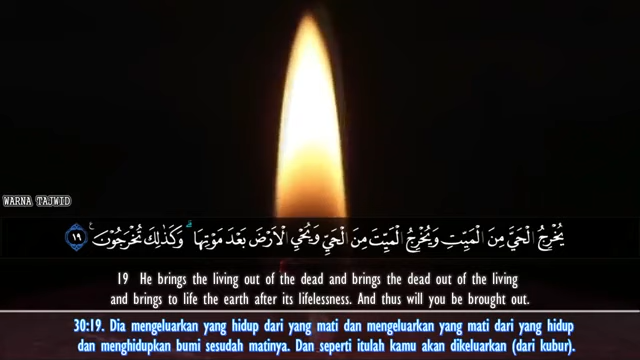 WARNA TAJWID
يُخْرِجُ الْحَيَّ مِنَ الْمَيِّتِ وَيُخْرِجُ الْمَيِّتَ مِنَ الْحَيِّ وَيُحْيِ الْاَرْضَ بَعْدَ مَوْتِهَا ۗ وَكَذٰلِكَ تُخْرَجُوْنَ ࣖ ١٩
19 He brings the living out of the dead and brings the dead out of the living
and brings to life the earth after its lifelessness. And thus will you be brought out.
30:19. Dia mengeluarkan yang hidup dari yang mati dan mengeluarkan yang mati dari yang hidup
dan menghidupkan bumi sesudah matinya. Dan seperti itulah kamu akan dikeluarkan (dari kubur).